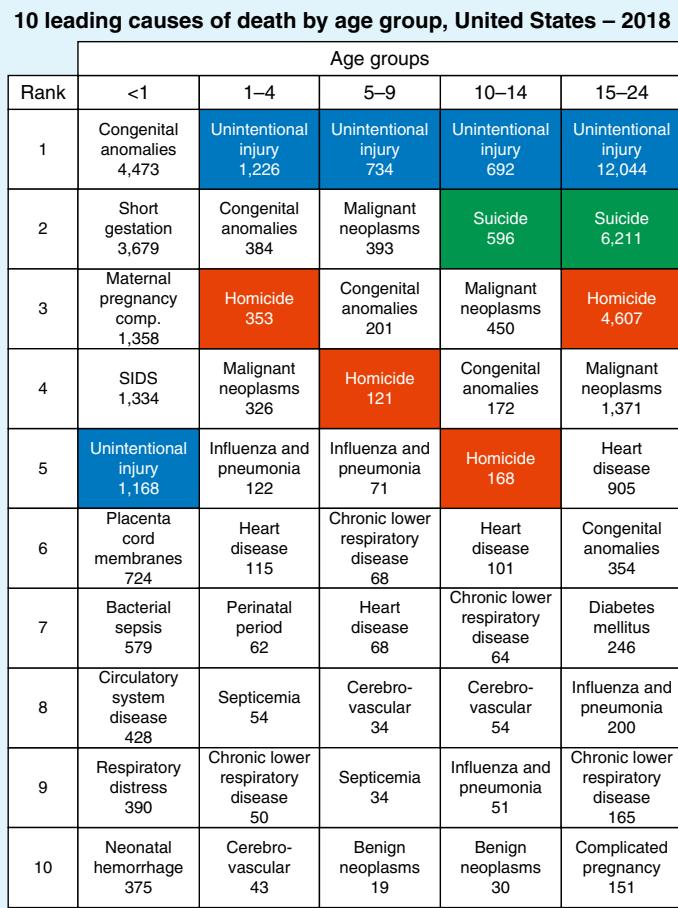 10 leading causes of death by age group, United States – 2018
Age groups
Rank <1 1–4 5–9 10–14 15–24
1
Congenital
anomalies
4,473
Unintentional
injury
1,226
Unintentional
injury
734
Unintentional
injury
692
Unintentional
injury
12,044
2
Short
gestation
3,679
Congenital
anomalies
384
Malignant
neoplasms
393
Suicide
596
Suicide
6,211
3
Maternal
pregnancy
comp.
1,358
Homicide
353
Congenital
anomalies
201
Malignant
neoplasms
450
Homicide
4,607
4
SIDS
1,334
Malignant
neoplasms
326
Homicide
121
Congenital
anomalies
172
Malignant
neoplasms
1,371
5
Unintentional
injury
1,168
Influenza and
pneumonia
122
Influenza and
pneumonia
71
Homicide
168
Heart
disease
905
6
Placenta
cord
membranes
724
Heart
disease
115
Chronic lower
respiratory
disease
68
Heart
disease
101
Congenital
anomalies
354
7
Bacterial
sepsis
579
Perinatal
period
62
Heart
disease
68
Chronic lower
respiratory
disease
64
Diabetes
mellitus
246
8
Circulatory
system
disease
428
Septicemia
54
Cerebro-
vascular
34
Cerebro-
vascular
54
Influenza and
pneumonia
200
9
Respiratory
distress
390
Chronic lower
respiratory
disease
50
Septicemia
34
Influenza and
pneumonia
51
Chronic lower
respiratory
disease
165
10
Neonatal
hemorrhage
375
Cerebro-
vascular
43
Benign
neoplasms
19
Benign
neoplasms
30
Complicated
pregnancy
151